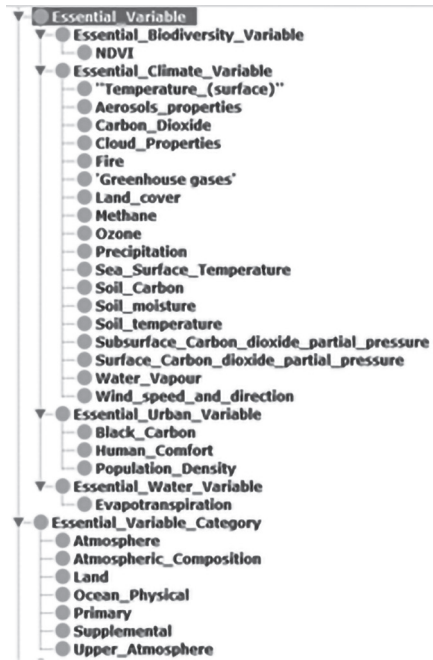 Essential_Variable
Essential_Biodiversity_Variable
NDVI
Essential_Climate_Variable
"Temperature_(surface)"
Aerosols_properties
Carbon_Dioxide
Cloud_Properties
Fire
'Greenhouse gases'
Land_cover
Methane
Ozone
Precipitation
Sea_Surface_Temperature
Soil_Carbon
Soil_moisture
Soil_temperature
Subsurface_Carbon_dioxide_partial_pressure
Surface_Carbon_dioxide_partial_pressure
Water_Vapour
Wind_speed_and_direction
Essential_Urban_Variable
Black_Carbon
Human_Comfort
Population_Density
Essential_Water_Variable
Evapotranspiration
Essential_Variable_Category
Atmosphere
Atmospheric_Composition
Land
Ocean_Physical
Primary
Supplemental
Upper_Atmosphere